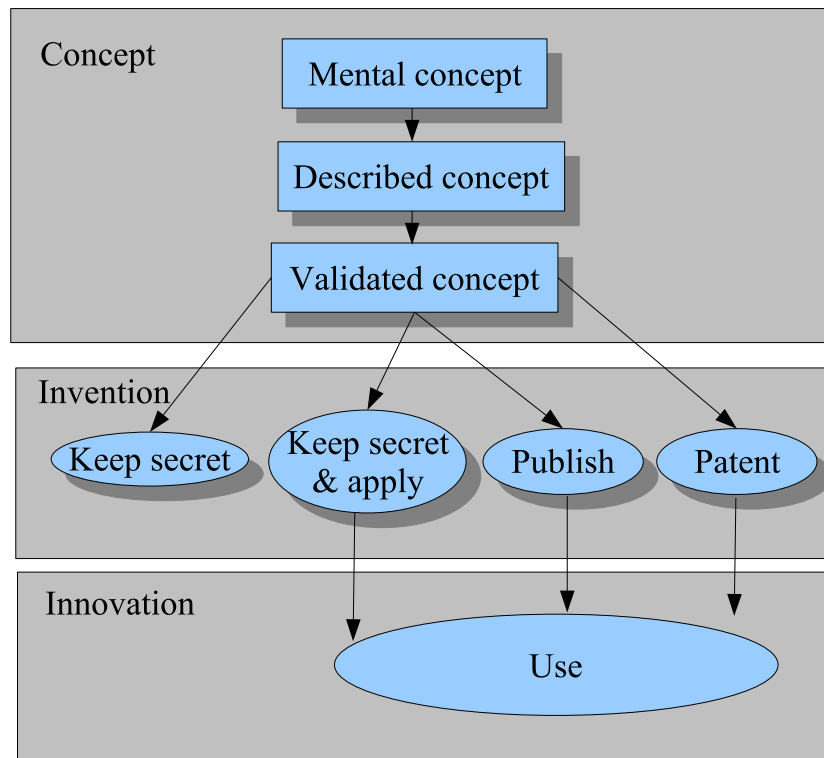 Concept
Mental concept
Described concept
Validated concept
Invention
Keep secret
Keep secret
& apply
Publish
Patent
Innovation
Use